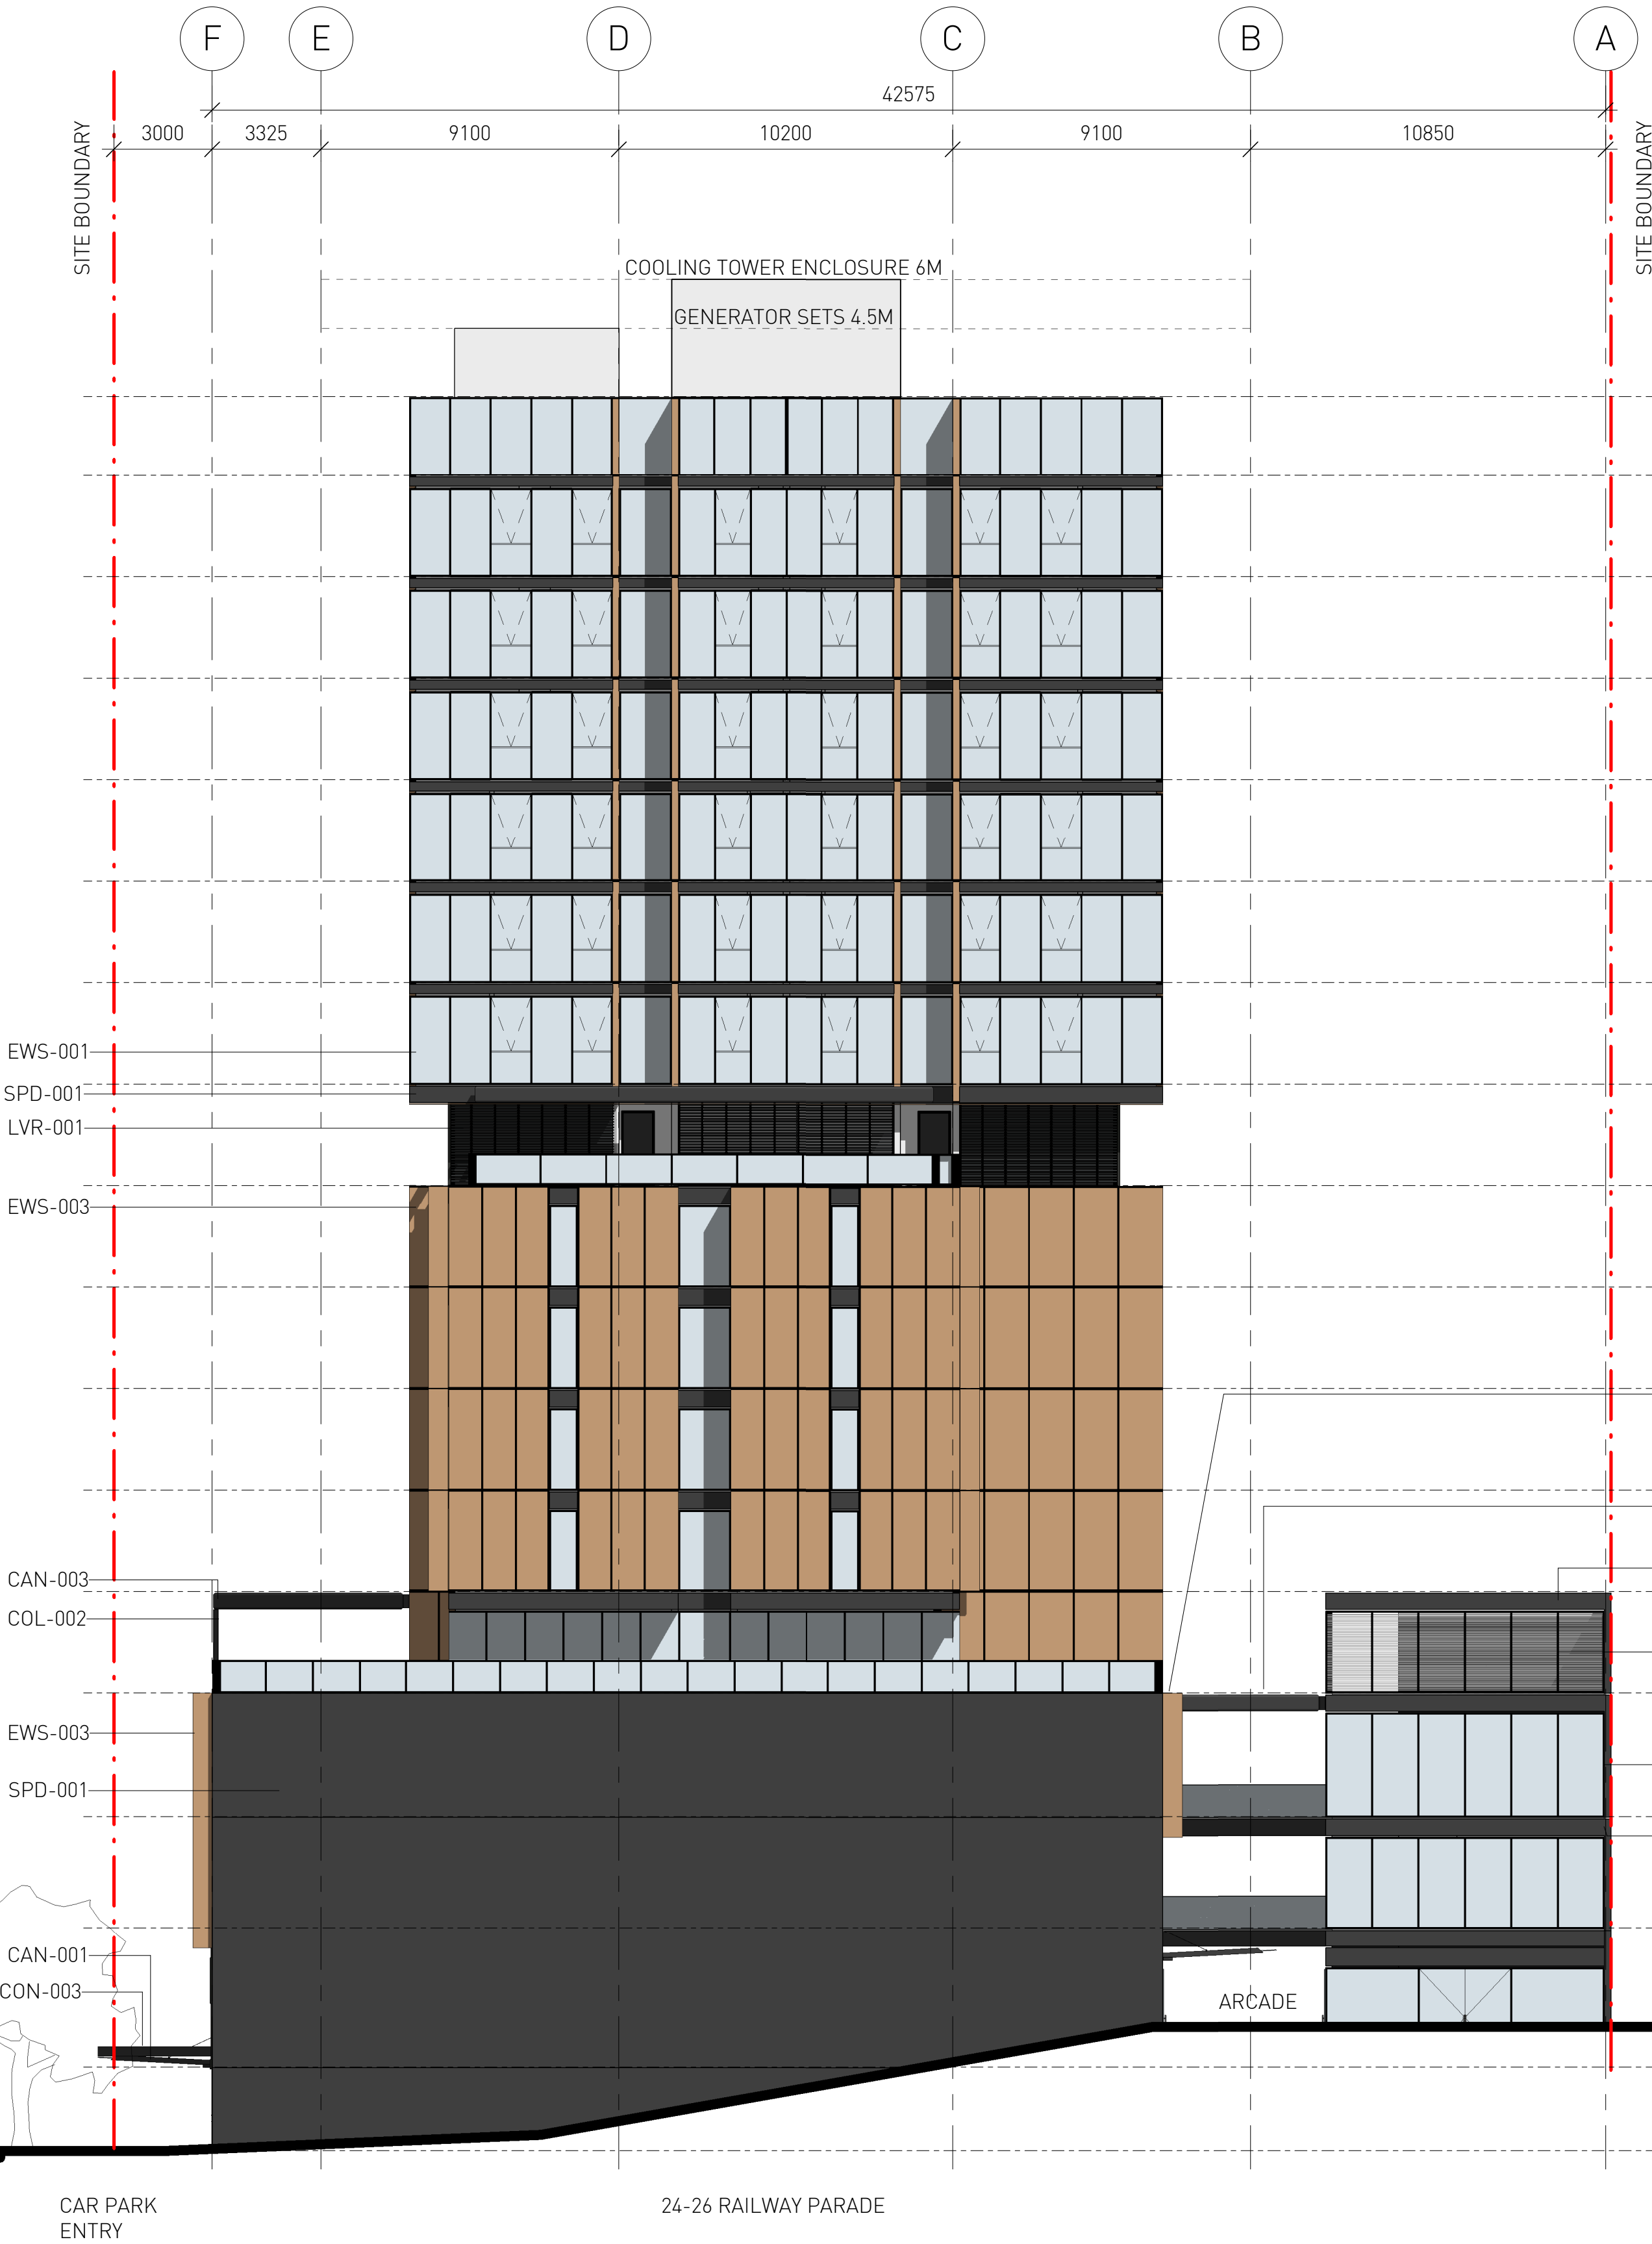 F
E
D
C
B
A
42575
3000
3325
9100
10200
9100
10850
SITE BOUNDARY
SITE BOUNDARY
COOLING TOWER ENCLOSURE 6M
GENERATOR SETS 4.5M
EWS-001
SPD-001
LVR-001
EWS-003
CAN-003
COL-002
EWS-003
SPD-001
CAN-001
CON-003
ARCADE
CAR PARK
ENTRY
24-26 RAILWAY PARADE